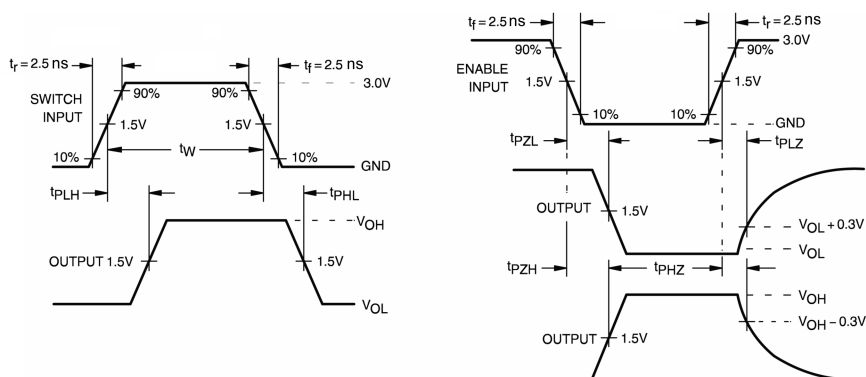 tr = 2.5 ns
tf = 2.5 ns
90%
90%
3.0V
SWITCH
INPUT
1.5V
1.5V
10%
tW
10%
GND
tPLH
tPHL
VOH
OUTPUT 1.5V
1.5V
VOL
tf = 2.5 ns
tr = 2.5 ns
90%
90%
3.0V
ENABLE
INPUT
1.5V
1.5V
10%
10%
GND
tPZL
tPLZ
OUTPUT
1.5V
VOL + 0.3V
VOL
tPZH
tPHZ
VOH
VOH – 0.3V
OUTPUT
1.5V